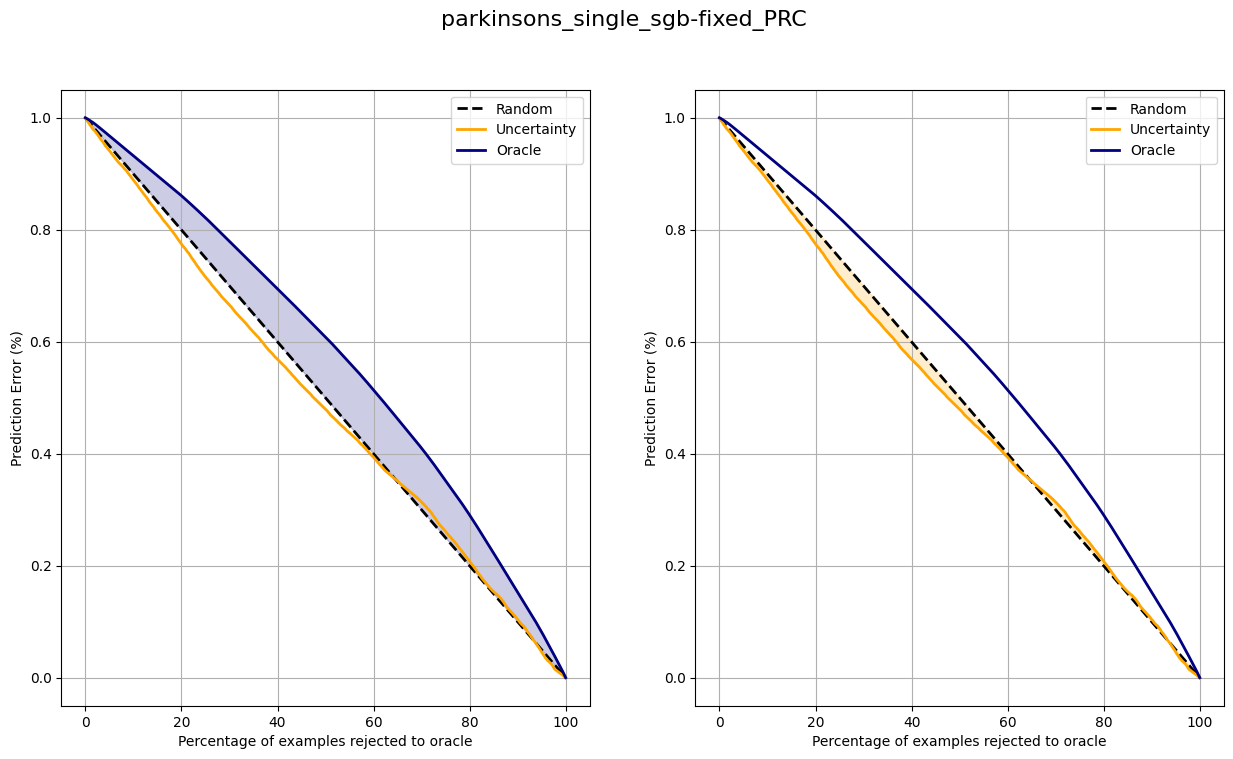 parkinsons_single_sgb-fixed_PRC
Random
Uncertainty
Oracle
1.0
0.8
0.6
0.4
0.2
0.0
Prediction Error (%)
0 20 40 60 80 100
Percentage of examples rejected to oracle
Random
Uncertainty
Oracle
1.0
0.8
0.6
0.4
0.2
0.0
Prediction Error (%)
0 20 40 60 80 100
Percentage of examples rejected to oracle